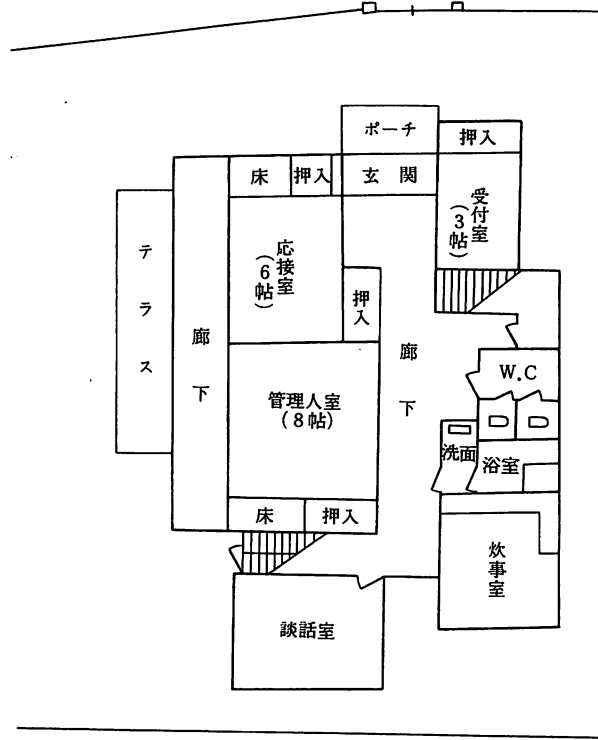 ポーチ
押入
床
押入
玄関
受付室
(3帖)
テラス
応接室
(6帖)
押入
廊下
廊下
W.C
管理人室
(8帖)
洗面
浴室
床
押入
炊事室
談話室